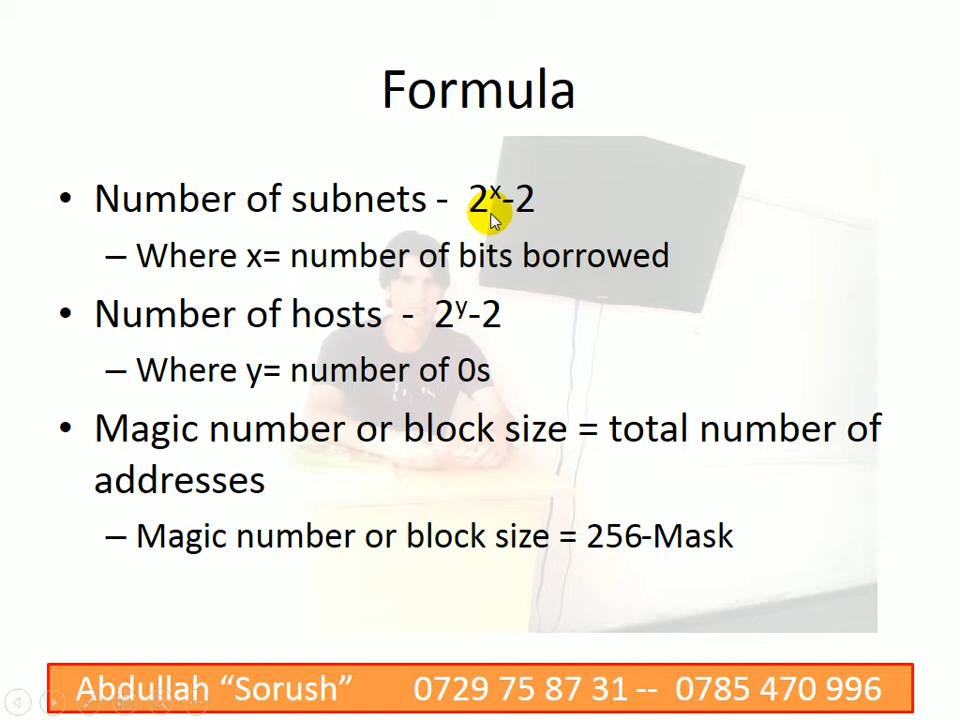 Formula
• Number of subnets - 2ˣ-2
– Where x= number of bits borrowed
• Number of hosts - 2ʸ-2
– Where y= number of 0s
• Magic number or block size = total number of
addresses
– Magic number or block size = 256-Mask
Abdullah “Sorush” 0729 75 87 31 -- 0785 470 996